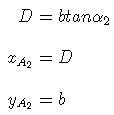 D = btanα₂
x_{A₂} = D
y_{A₂} = b